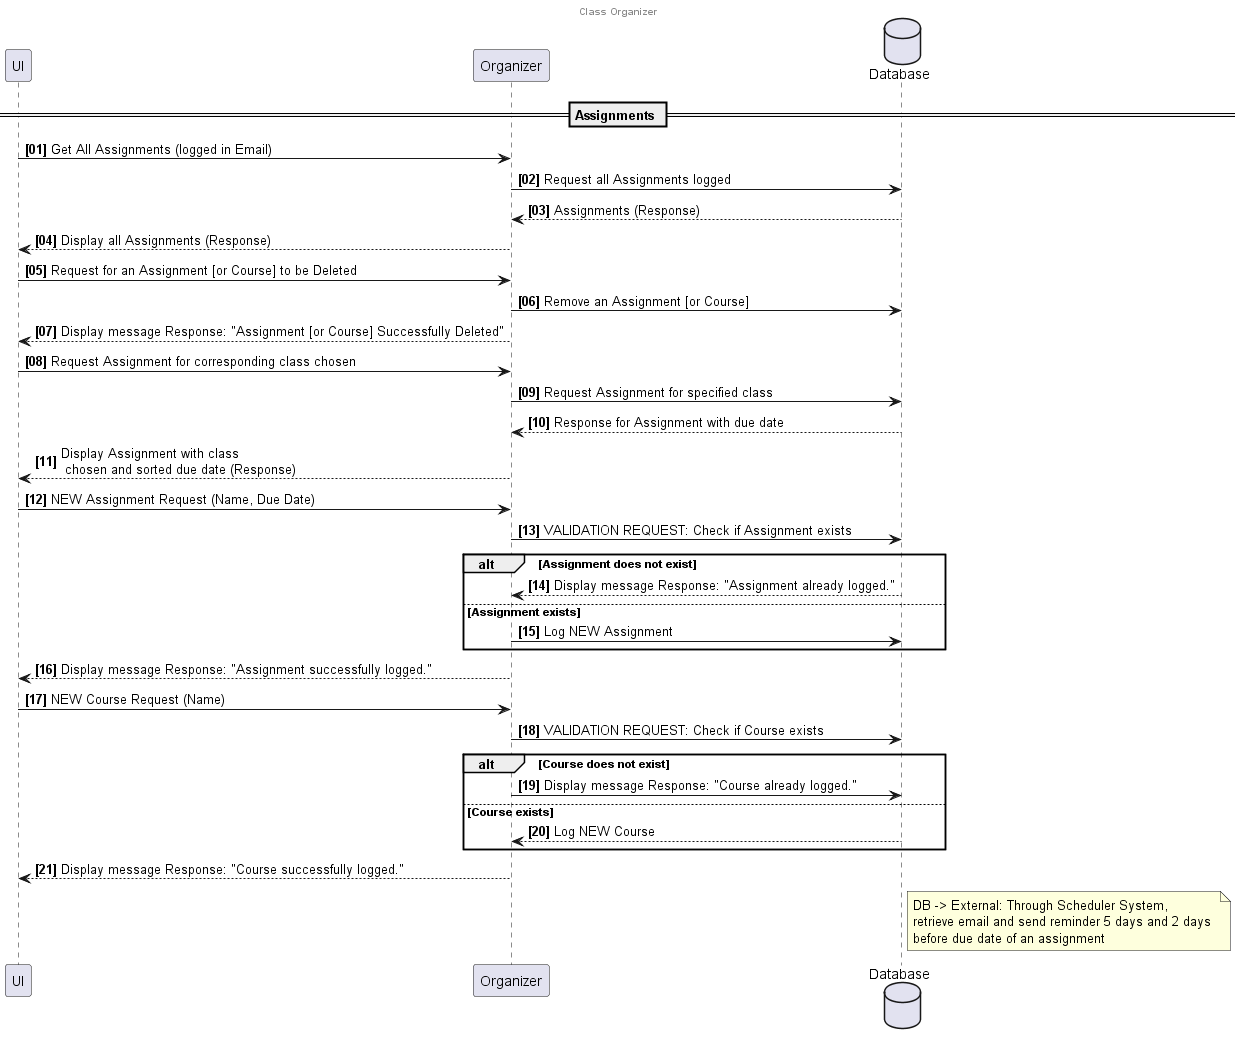 Class Organizer
UI
Organizer
Database
Assignments
[01] Get All Assignments (logged in Email)
[02] Request all Assignments logged
[03] Assignments (Response)
[04] Display all Assignments (Response)
[05] Request for an Assignment [or Course] to be Deleted
[06] Remove an Assignment [or Course]
[07] Display message Response: "Assignment [or Course] Successfully Deleted"
[08] Request Assignment for corresponding class chosen
[09] Request Assignment for specified class
[10] Response for Assignment with due date
[11] Display Assignment with class
chosen and sorted due date (Response)
[12] NEW Assignment Request (Name, Due Date)
[13] VALIDATION REQUEST: Check if Assignment exists
alt [Assignment does not exist]
[14] Display message Response: "Assignment already logged."
[Assignment exists]
[15] Log NEW Assignment
[16] Display message Response: "Assignment successfully logged."
[17] NEW Course Request (Name)
[18] VALIDATION REQUEST: Check if Course exists
alt [Course does not exist]
[19] Display message Response: "Course already logged."
[Course exists]
[20] Log NEW Course
[21] Display message Response: "Course successfully logged."
DB -> External: Through Scheduler System,
retrieve email and send reminder 5 days and 2 days
before due date of an assignment
UI
Organizer
Database